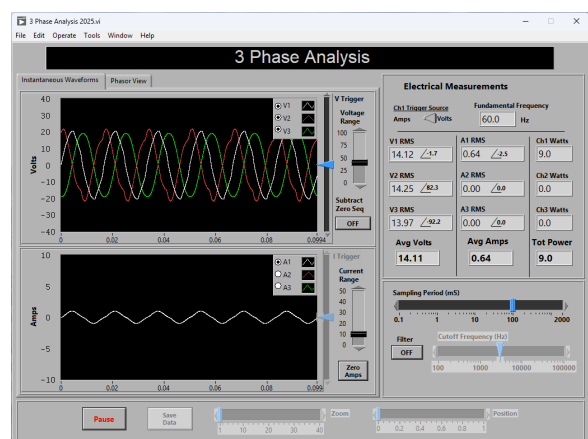 3 Phase Analysis 2025.vi
File Edit Operate Tools Window Help
3 Phase Analysis
Instantaneous Waveforms Phasor View
40
30
20
10
0
-10
-20
-30
-40
Volts
0 0.02 0.04 0.06 0.08 0.0994
V1
V2
V3
V Trigger
Voltage
Range
100
75
50
25
0
Subtract
Zero Seq
OFF
10
5
0
-5
-10
Amps
0 0.02 0.04 0.06 0.08 0.099
A1
A2
A3
I Trigger
Current
Range
50
40
30
20
10
0
Zero
Amps
Electrical Measurements
Ch1 Trigger Source
Amps Volts
Fundamental Frequency
60.0 Hz
V1 RMS A1 RMS Ch1 Watts
14.12 -1.7 0.64 -2.5 9.0
V2 RMS A2 RMS Ch2 Watts
14.25 82.3 0.00 0.0 0.0
V3 RMS A3 RMS Ch3 Watts
13.97 -92.2 0.00 0.0 0.0
Avg Volts Avg Amps Tot Power
14.11 0.64 9.0
Sampling Period (mS)
0.1 1 10 100 2000
Filter
OFF
Cutoff Frequency (Hz)
100 1000 10000 100000
Pause
Save
Data
Zoom
1 10 20 30 40
Position
0 0.2 0.4 0.6 0.8 1